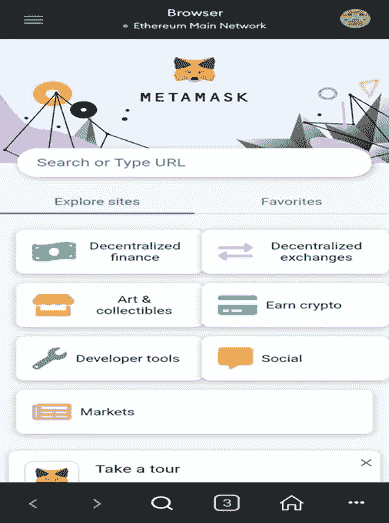 Browser
Ethereum Main Network
METAMASK
Search or Type URL
Explore sites
Favorites
Decentralized
finance
Decentralized
exchanges
Art &
collectibles
Earn crypto
Developer tools
Social
Markets
Take a tour
3